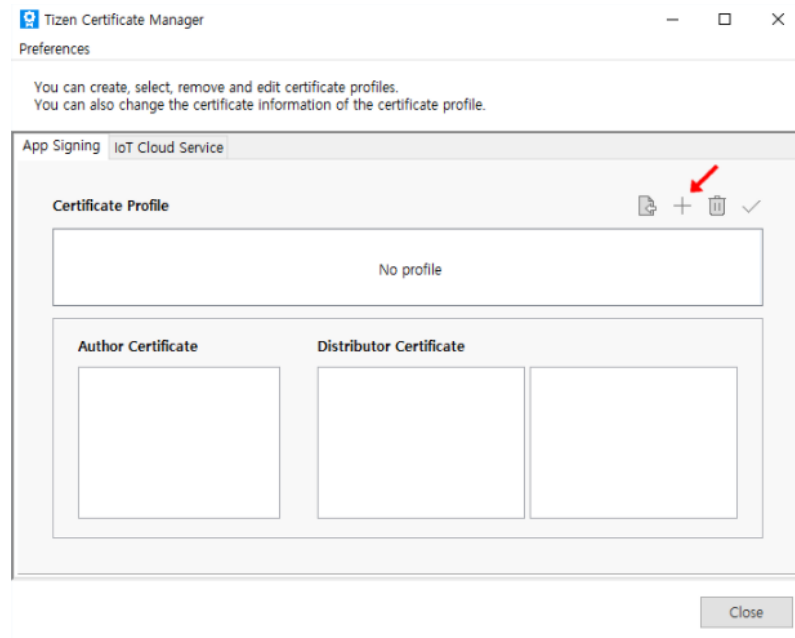 Tizen Certificate Manager
Preferences
You can create, select, remove and edit certificate profiles.
You can also change the certificate information of the certificate profile.
App Signing IoT Cloud Service
Certificate Profile
No profile
Author Certificate Distributor Certificate
Close